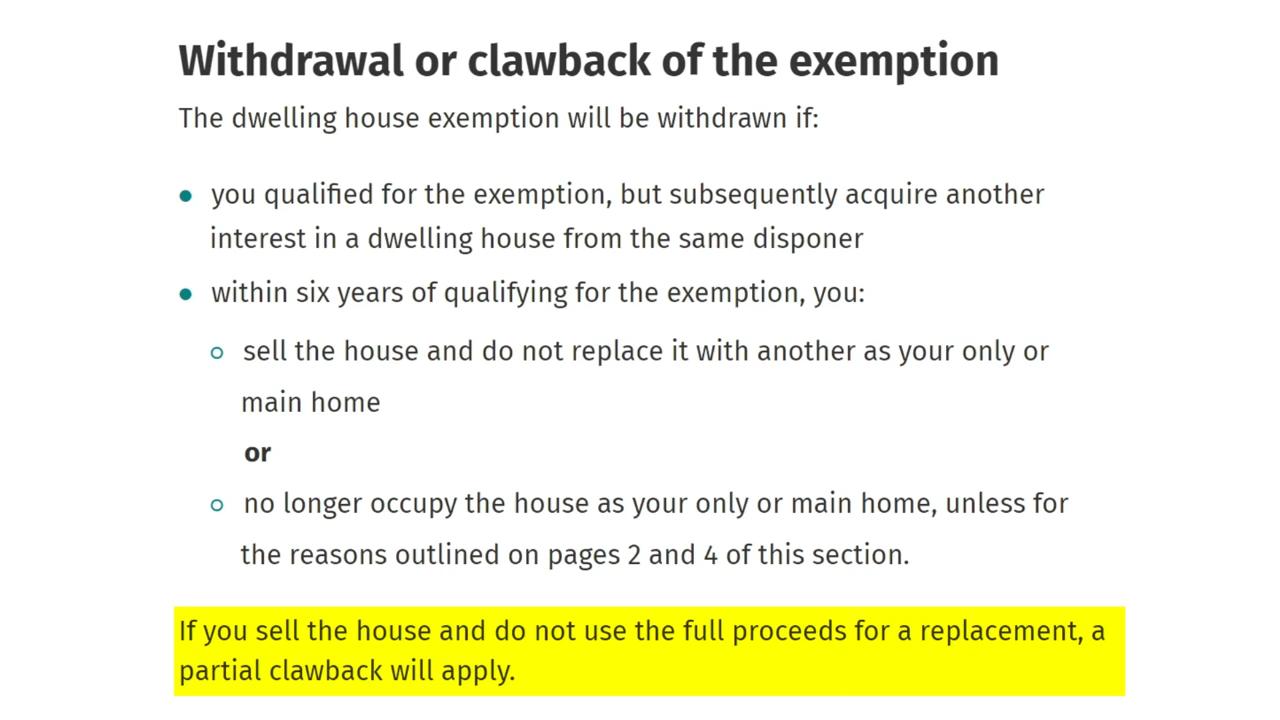 Withdrawal or clawback of the exemption
The dwelling house exemption will be withdrawn if:
you qualified for the exemption, but subsequently acquire another
interest in a dwelling house from the same disponer
within six years of qualifying for the exemption, you:
sell the house and do not replace it with another as your only or
main home
or
no longer occupy the house as your only or main home, unless for
the reasons outlined on pages 2 and 4 of this section.
If you sell the house and do not use the full proceeds for a replacement, a
partial clawback will apply.